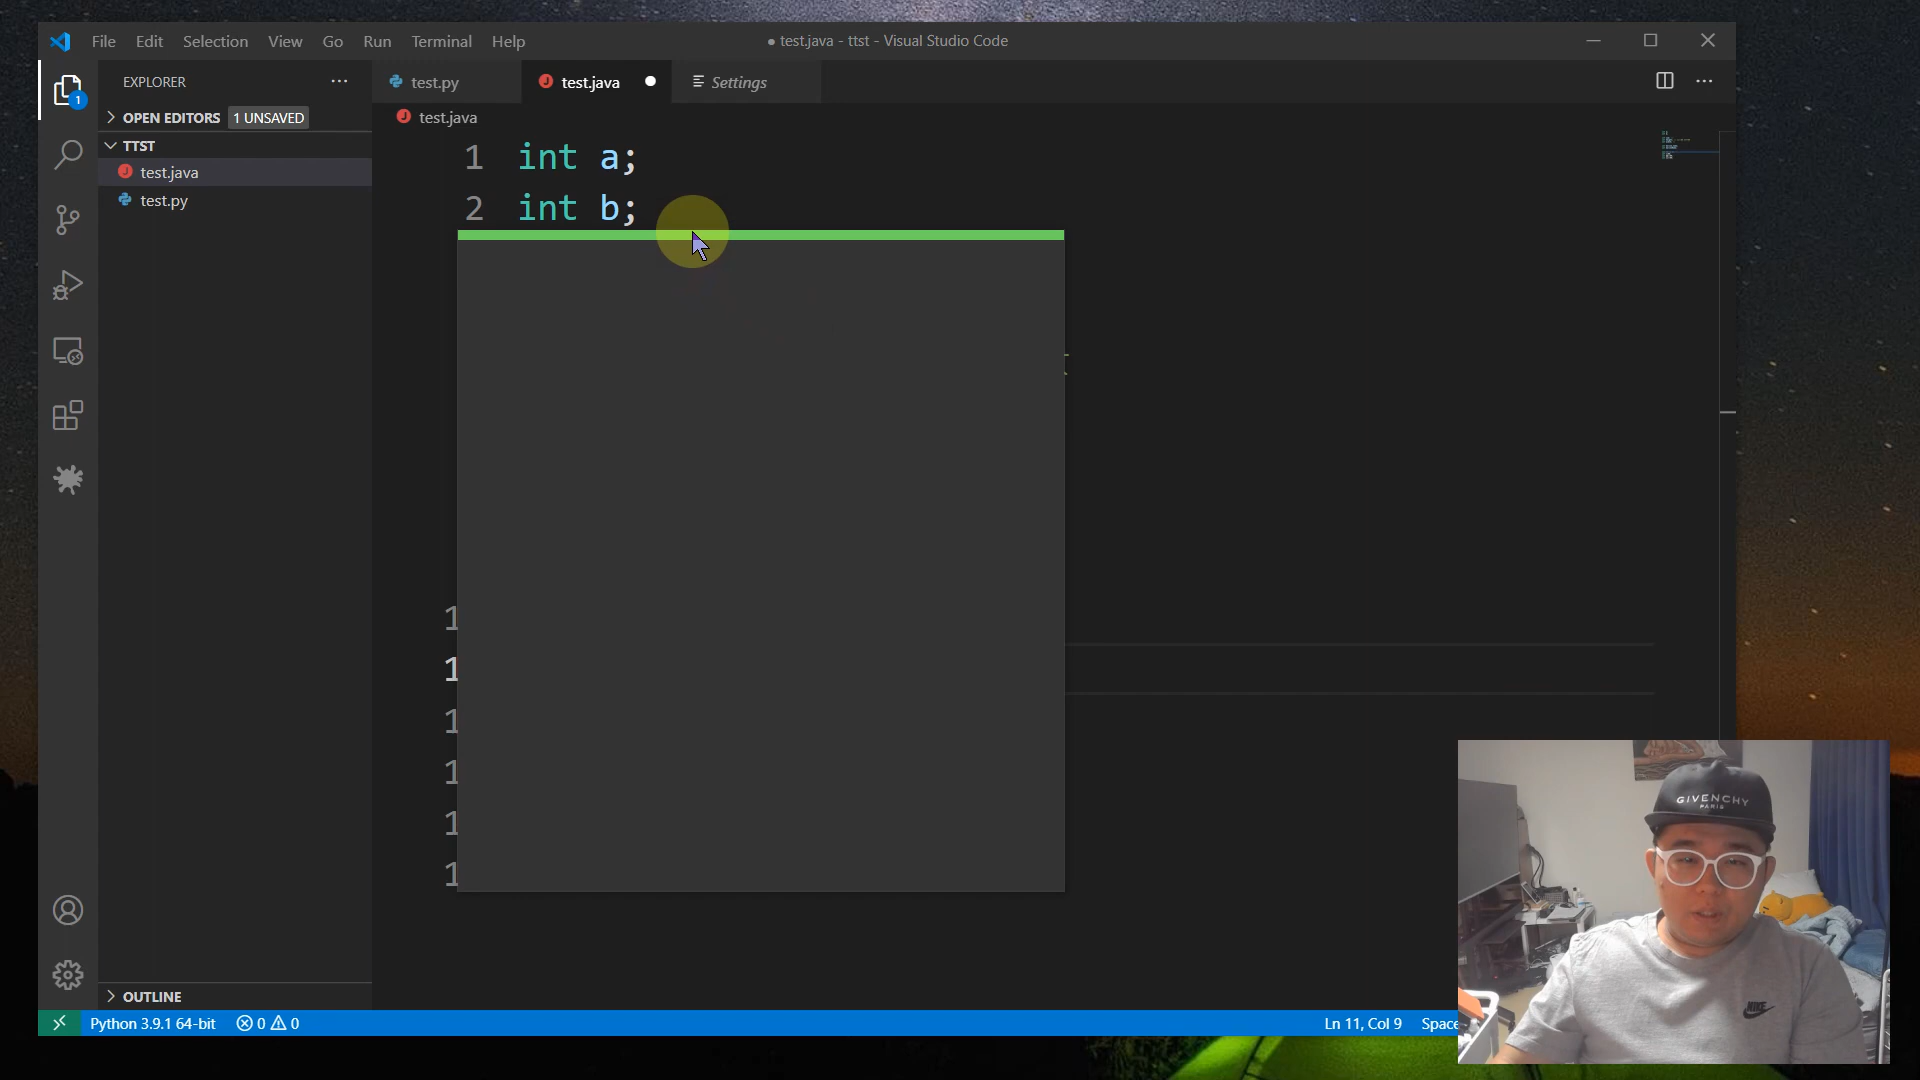 File Edit Selection View Go Run Terminal Help
● test.java - ttst - Visual Studio Code
EXPLORER
test.py
test.java
Settings
1
OPEN EDITORS 1 UNSAVED
test.java
TTST
test.java
test.py
1 int a;
2 int b;
1
1
1
1
1
1
GIVENCHY
PARIS
NIKE
OUTLINE
Python 3.9.1 64-bit 0 0
Ln 11, Col 9 Space